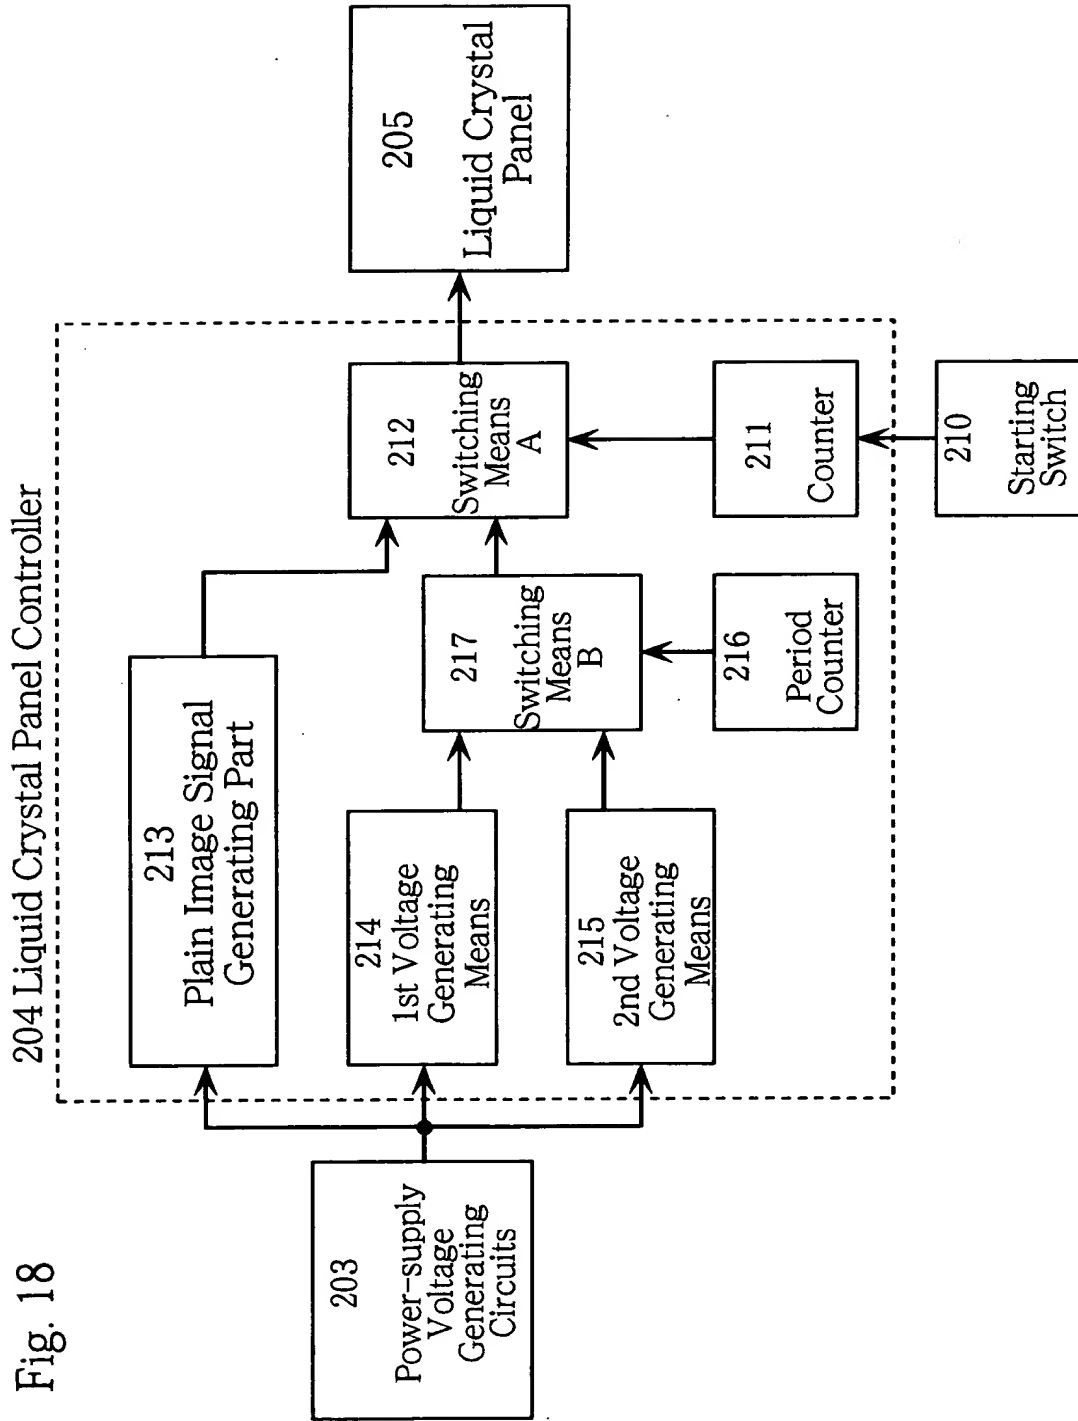 Fig. 18
204 Liquid Crystal Panel Controller
203
Power-supply
Voltage
Generating
Circuits
213
Plain Image Signal
Generating Part
214
1st Voltage
Generating
Means
215
2nd Voltage
Generating
Means
217
Switching
Means
B
216
Period
Counter
212
Switching
Means
A
211
Counter
210
Starting
Switch
205
Liquid Crystal
Panel